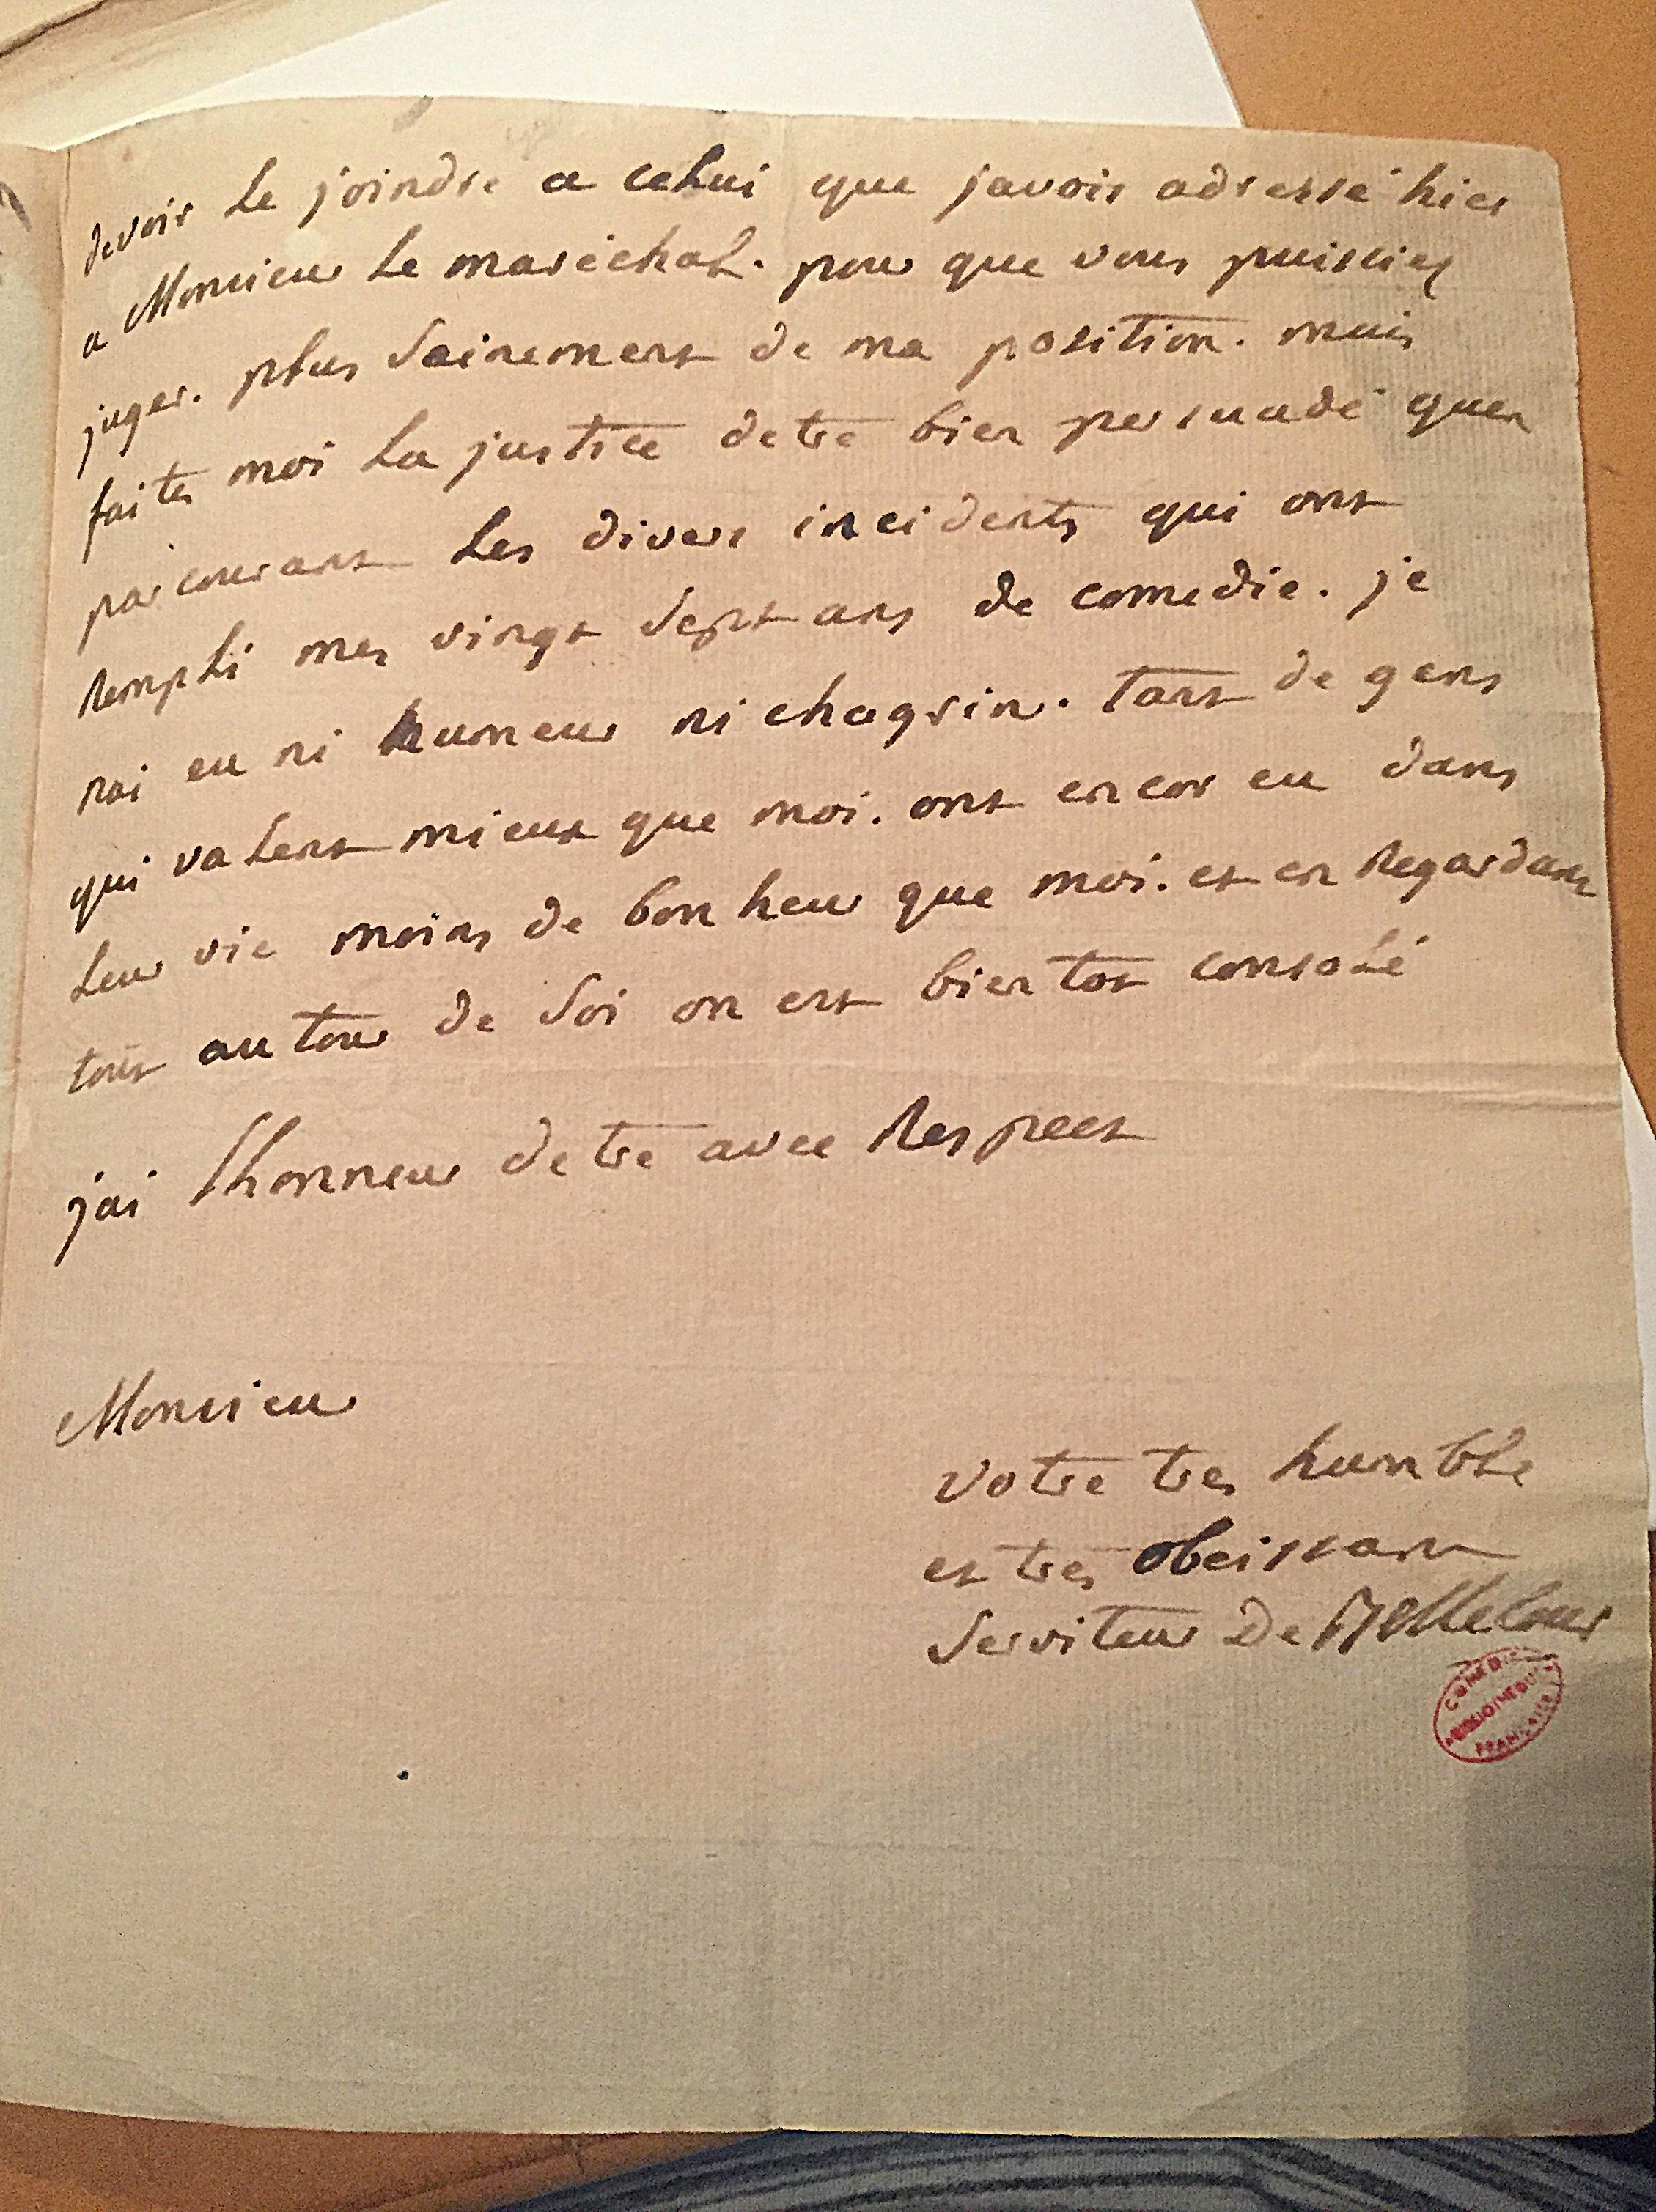 devoir le joindre a celui que javois adressé hier
a Monsieur le maréchal. pour que vous puissiez
juger. plus sainement de ma position. mais
faites moi la justice detre bien persuadé quen
parcourant les divers incidents qui ont
rempli mes vingt sept ans de comedie. je
nai eu ni humeur ni chagrin. tant de gens
qui valent mieux que moi. ont encor eu dans
leur vie moins de bonheur que moi. et en regardant
tout autour de soi on est bientot consolé
jai lhonneur detre avec respect
Monsieur
votre tres humble
et tres obeissant
serviteur De Bellecour
COMÉDIE
BIBLIOTHEQUE
FRANÇAISE